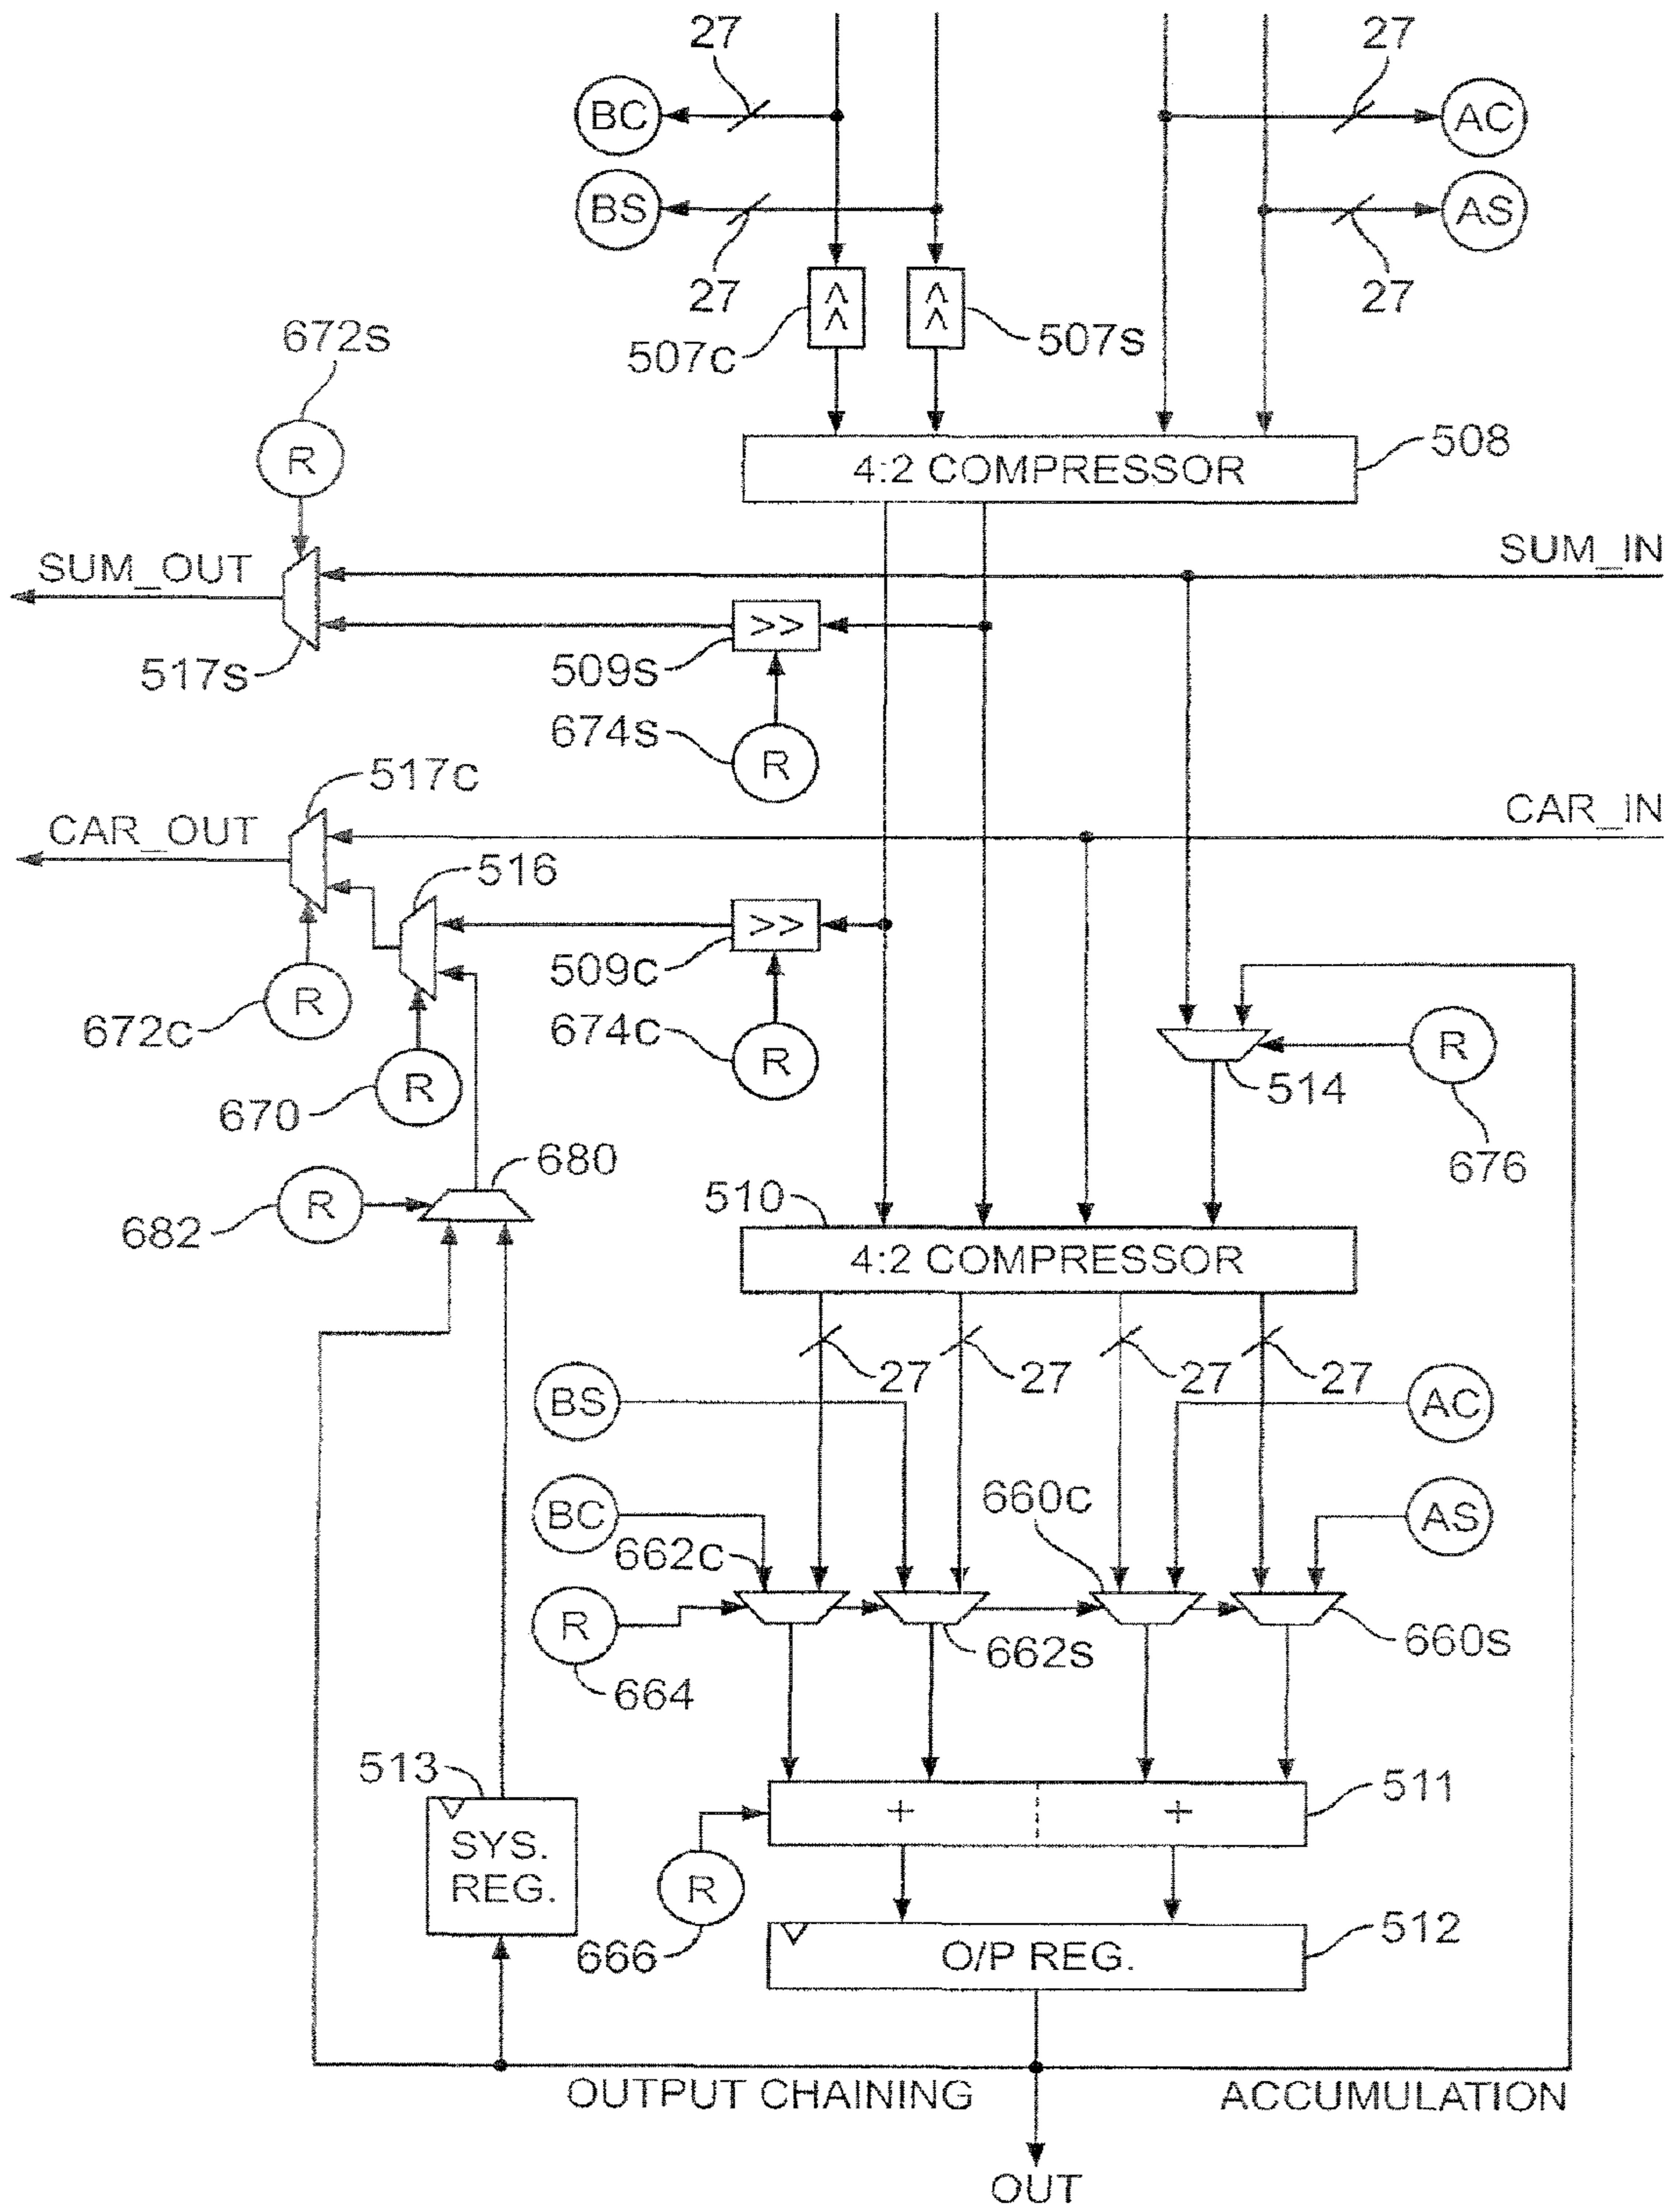 27 27
BC AC
BS AS
27 27
^^ ^^
507c 507s
672s
R
508
4:2 COMPRESSOR
SUM_OUT SUM_IN
>>
517s 509s
674s
R
517c
CAR_OUT CAR_IN
516
>>
509c
R 672c
674c R
R 670
R
514
676
680
R
682
510
4:2 COMPRESSOR
27 27 27 27
BS AC
660c
BC AS
662c
R
662s 660s
664
513
511
+ +
SYS.
REG.
R
666
512
O/P REG.
OUTPUT CHAINING ACCUMULATION
OUT